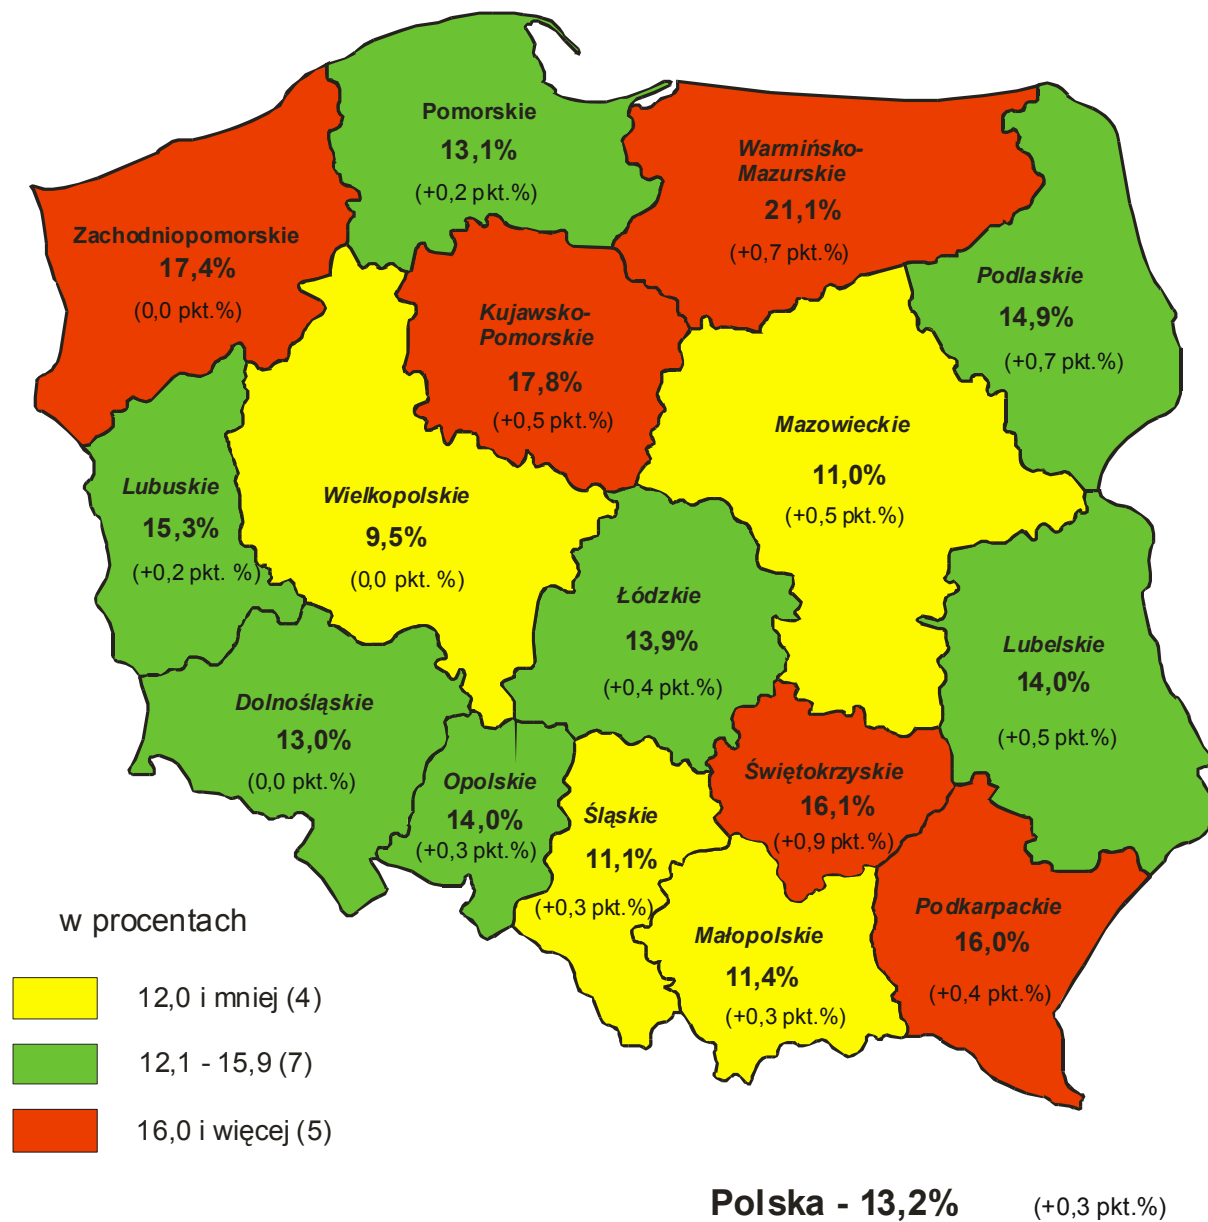 Pomorskie
13,1%
(+0,2 pkt.%)
Warmińsko-
Mazurskie
21,1%
(+0,7 pkt.%)
Zachodniopomorskie
17,4%
(0,0 pkt.%)
Podlaskie
14,9%
(+0,7 pkt.%)
Kujawsko-
Pomorskie
17,8%
(+0,5 pkt.%)
Mazowieckie
11,0%
(+0,5 pkt.%)
Lubuskie
15,3%
(+0,2 pkt. %)
Wielkopolskie
9,5%
(0,0 pkt. %)
Łódzkie
13,9%
(+0,4 pkt.%)
Lubelskie
14,0%
(+0,5 pkt.%)
Dolnośląskie
13,0%
(0,0 pkt.%)
Opolskie
14,0%
(+0,3 pkt.%)
Śląskie
11,1%
(+0,3 pkt.%)
Świętokrzyskie
16,1%
(+0,9 pkt.%)
Małopolskie
11,4%
(+0,3 pkt.%)
Podkarpackie
16,0%
(+0,4 pkt.%)
w procentach
12,0 i mniej (4)
12,1 - 15,9 (7)
16,0 i więcej (5)
Polska - 13,2% (+0,3 pkt.%)